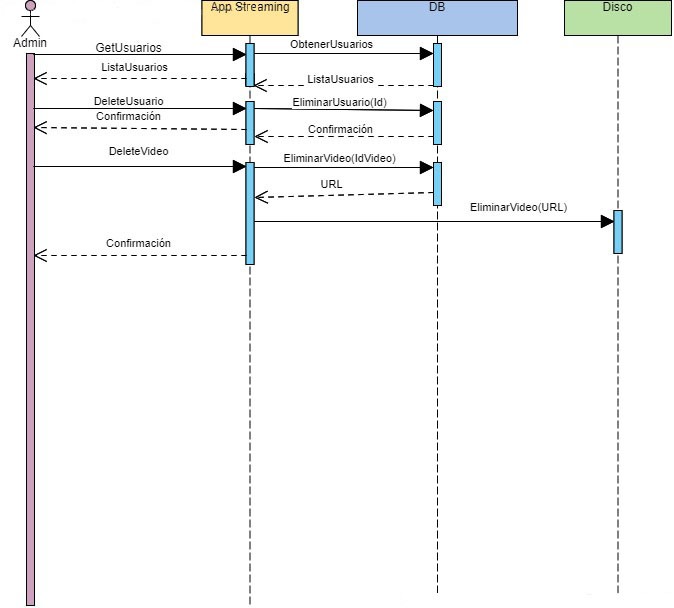 App. Streaming
DB
Disco
Admin
GetUsuarios
ObtenerUsuarios
ListaUsuarios
ListaUsuarios
DeleteUsuario
EliminarUsuario(Id)
Confirmación
Confirmación
DeleteVideo
EliminarVideo(IdVideo)
URL
EliminarVideo(URL)
Confirmación